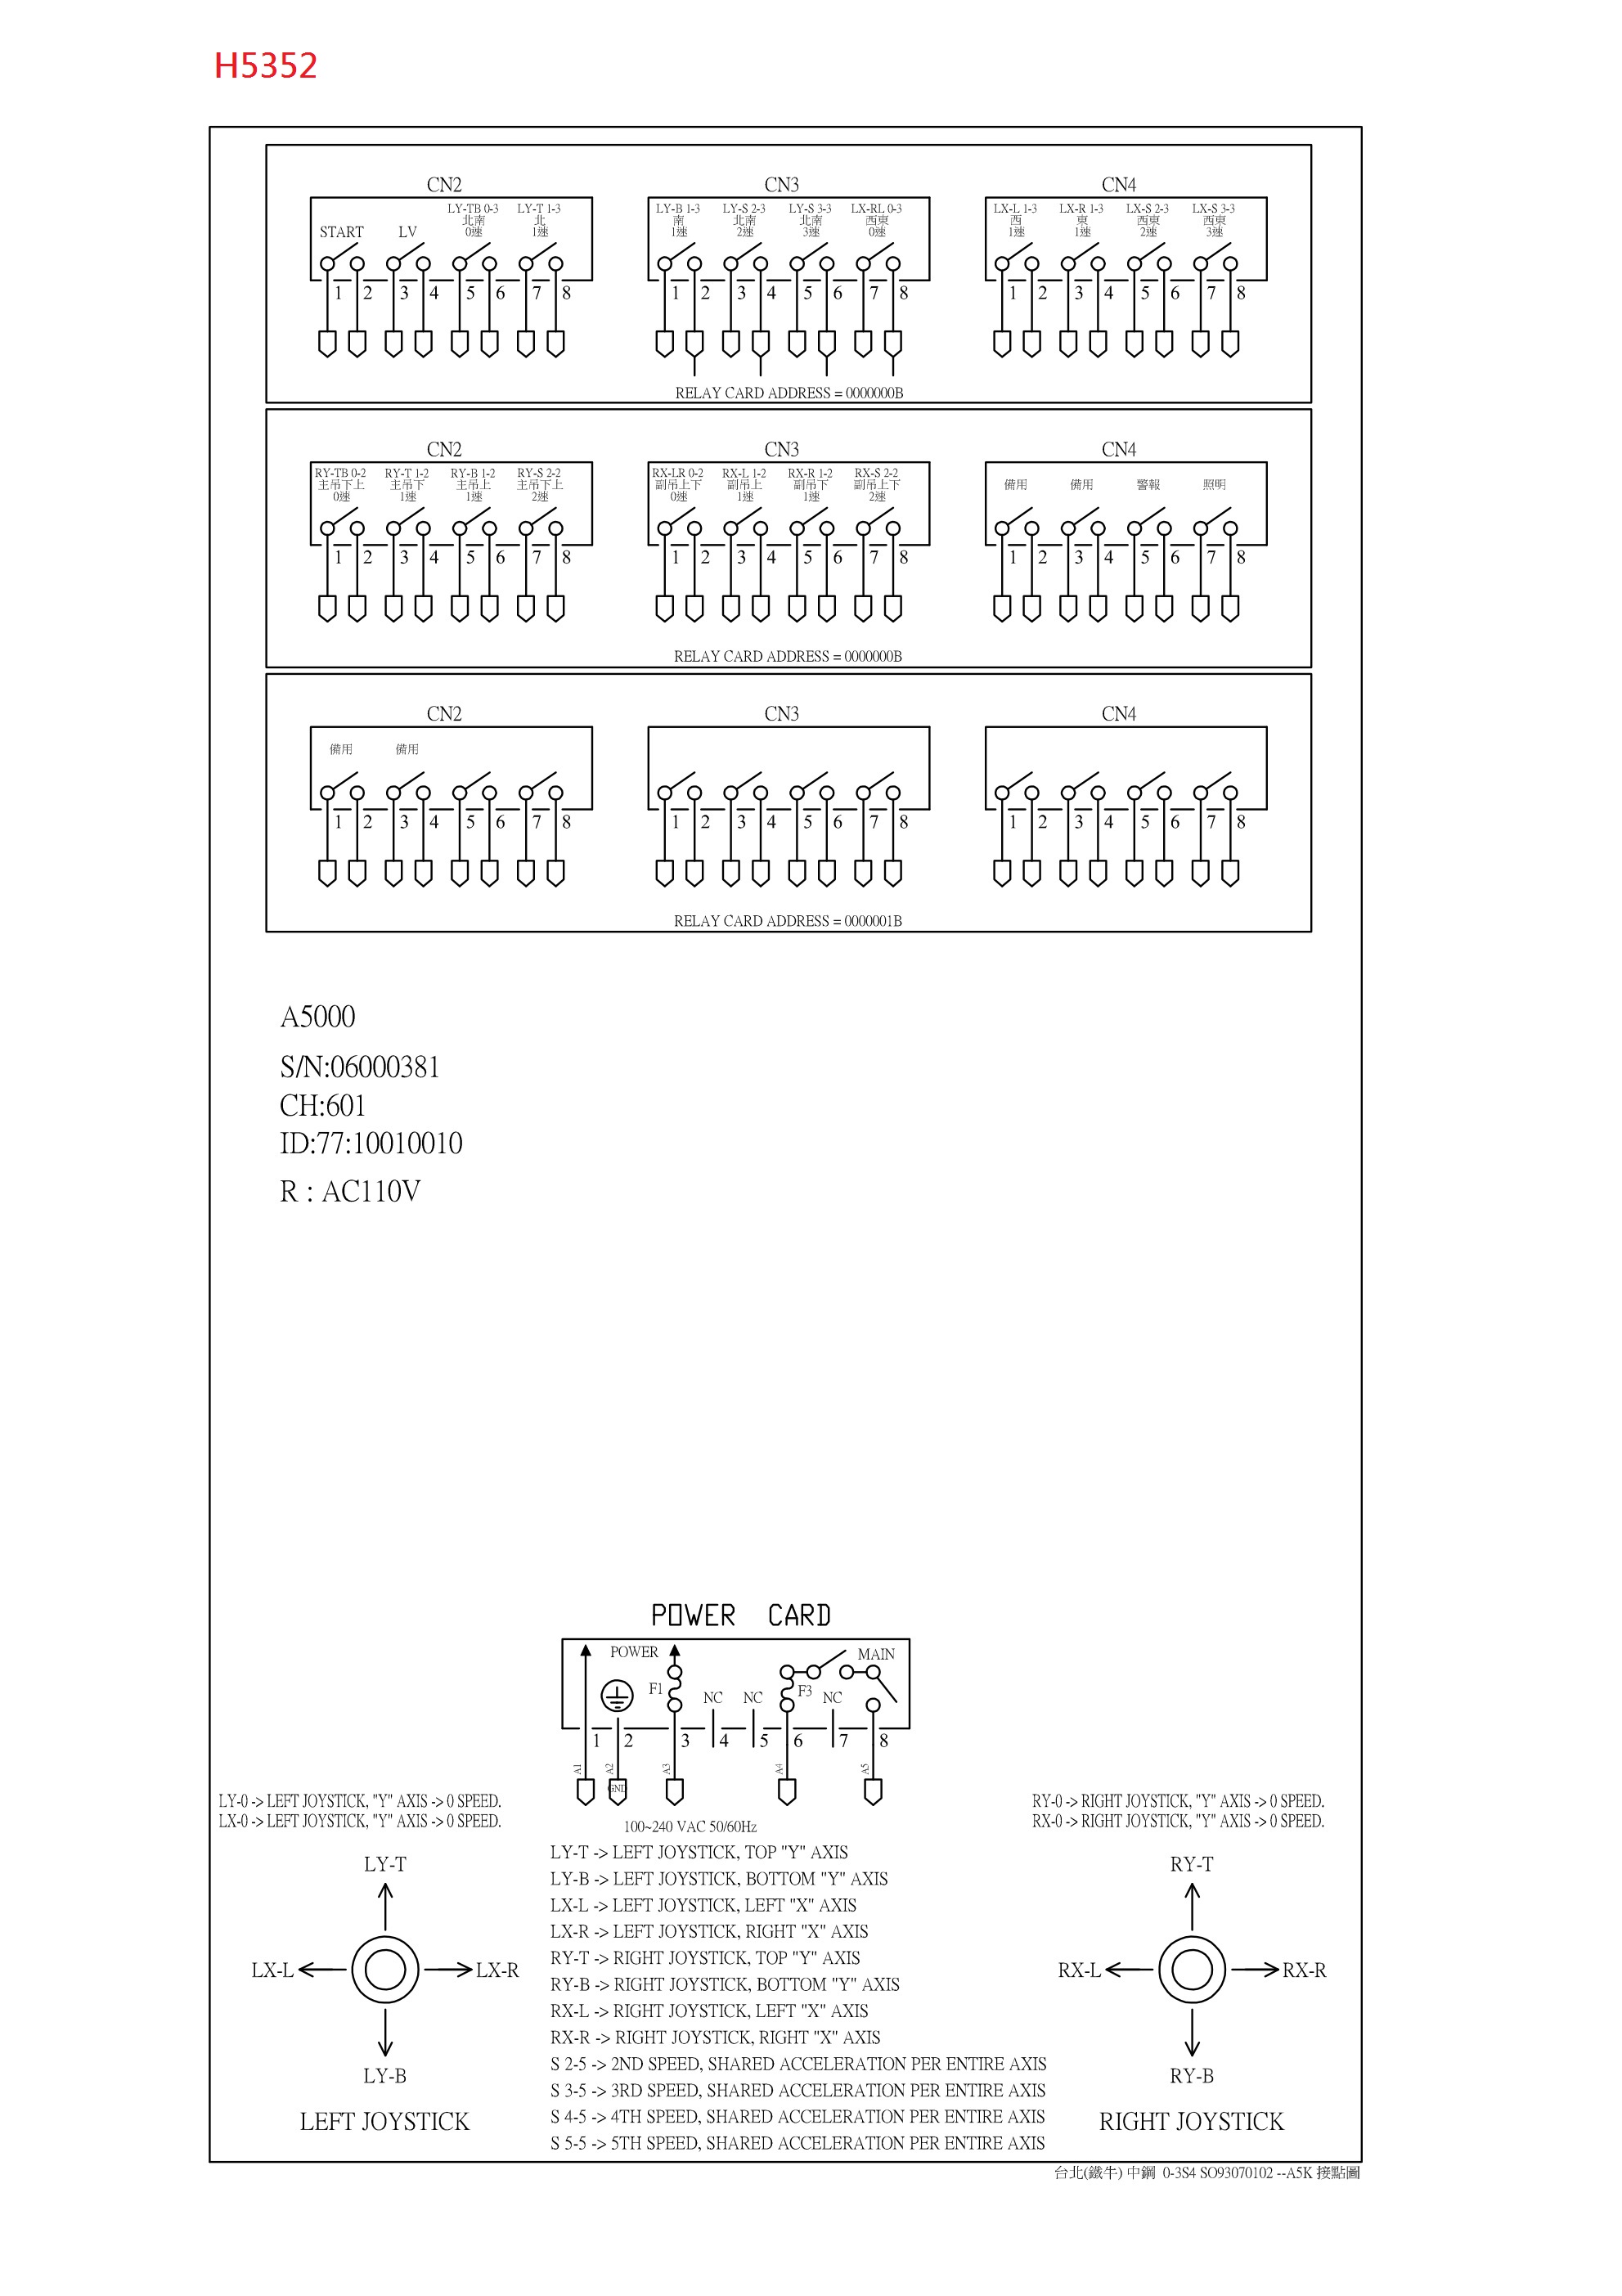 H5352
CN2
START
LV
LY-TB 0-3
北南
0速
LY-T 1-3
北
1速
1 2 3 4 5 6 7 8
CN3
LY-B 1-3
南
1速
LY-S 2-3
北南
2速
LY-S 3-3
北南
3速
LX-RL 0-3
西東
0速
1 2 3 4 5 6 7 8
CN4
LX-L 1-3
西
1速
LX-R 1-3
東
1速
LX-S 2-3
西東
2速
LX-S 3-3
西東
3速
1 2 3 4 5 6 7 8
RELAY CARD ADDRESS = 0000000B
CN2
RY-TB 0-2
主吊下上
0速
RY-T 1-2
主吊下
1速
RY-B 1-2
主吊上
1速
RY-S 2-2
主吊下上
2速
1 2 3 4 5 6 7 8
CN3
RX-LR 0-2
副吊上下
0速
RX-L 1-2
副吊上
1速
RX-R 1-2
副吊下
1速
RX-S 2-2
副吊上下
2速
1 2 3 4 5 6 7 8
CN4
備用
備用
警報
照明
1 2 3 4 5 6 7 8
RELAY CARD ADDRESS = 0000000B
CN2
備用
備用
1 2 3 4 5 6 7 8
CN3
1 2 3 4 5 6 7 8
CN4
1 2 3 4 5 6 7 8
RELAY CARD ADDRESS = 0000001B
A5000
S/N:06000381
CH:601
ID:77:10010010
R : AC110V
POWER CARD
POWER
MAIN
F1
NC
NC
F3
NC
1 2 3 4 5 6 7 8
A1
A2
A3
A4
A5
GND
100~240 VAC 50/60Hz
LY-0 -> LEFT JOYSTICK, "Y" AXIS -> 0 SPEED.
LX-0 -> LEFT JOYSTICK, "Y" AXIS -> 0 SPEED.
LY-T
LX-L
LX-R
LY-B
LEFT JOYSTICK
LY-T -> LEFT JOYSTICK, TOP "Y" AXIS
LY-B -> LEFT JOYSTICK, BOTTOM "Y" AXIS
LX-L -> LEFT JOYSTICK, LEFT "X" AXIS
LX-R -> LEFT JOYSTICK, RIGHT "X" AXIS
RY-T -> RIGHT JOYSTICK, TOP "Y" AXIS
RY-B -> RIGHT JOYSTICK, BOTTOM "Y" AXIS
RX-L -> RIGHT JOYSTICK, LEFT "X" AXIS
RX-R -> RIGHT JOYSTICK, RIGHT "X" AXIS
S 2-5 -> 2ND SPEED, SHARED ACCELERATION PER ENTIRE AXIS
S 3-5 -> 3RD SPEED, SHARED ACCELERATION PER ENTIRE AXIS
S 4-5 -> 4TH SPEED, SHARED ACCELERATION PER ENTIRE AXIS
S 5-5 -> 5TH SPEED, SHARED ACCELERATION PER ENTIRE AXIS
RY-0 -> RIGHT JOYSTICK, "Y" AXIS -> 0 SPEED.
RX-0 -> RIGHT JOYSTICK, "Y" AXIS -> 0 SPEED.
RY-T
RX-L
RX-R
RY-B
RIGHT JOYSTICK
台北(鐵牛) 中鋼 0-3S4 SO93070102 --A5K 接點圖